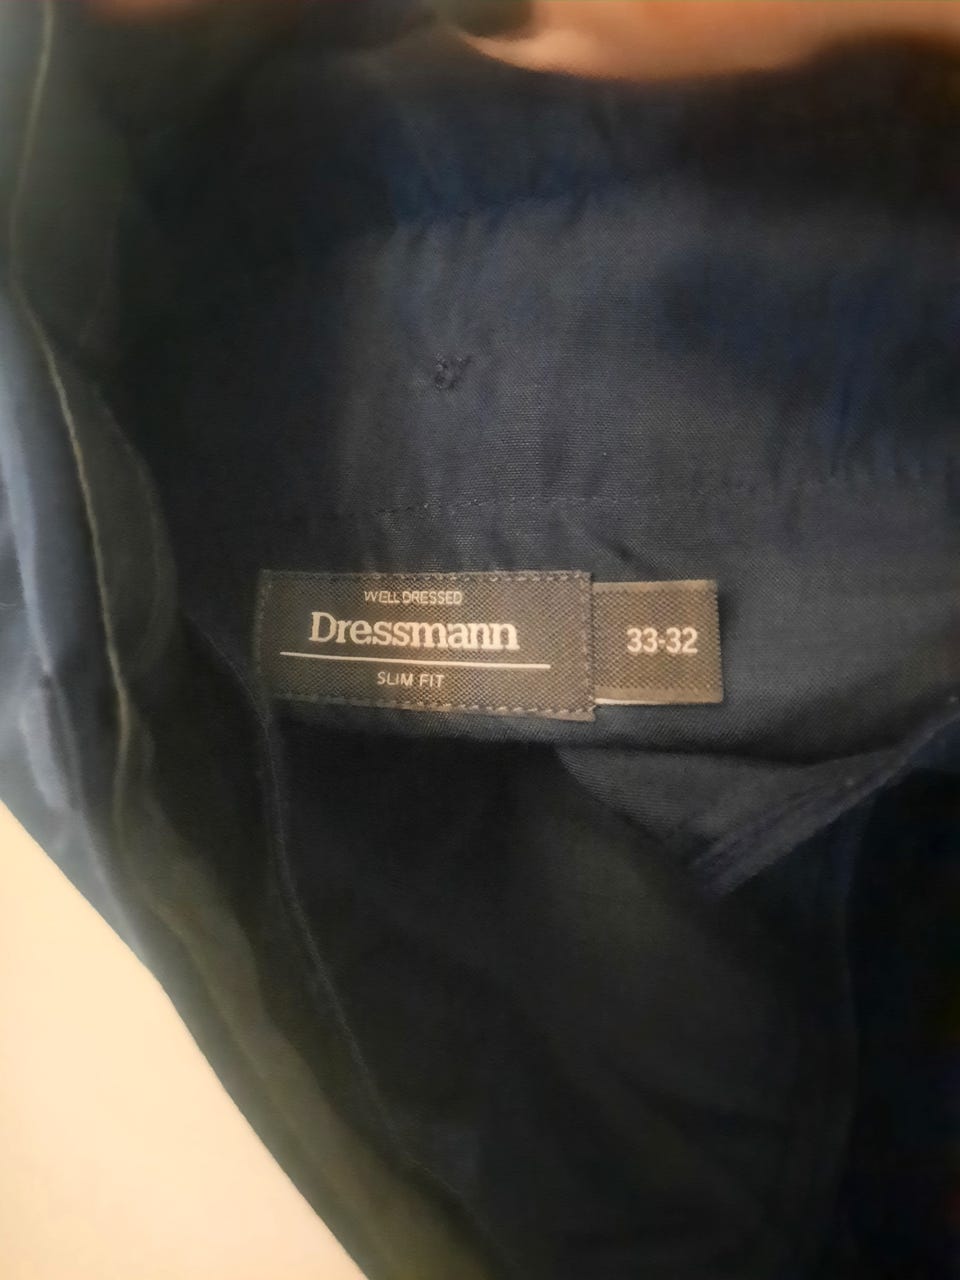 WELL DRESSED
Dressmann
SLIM FIT
33-32